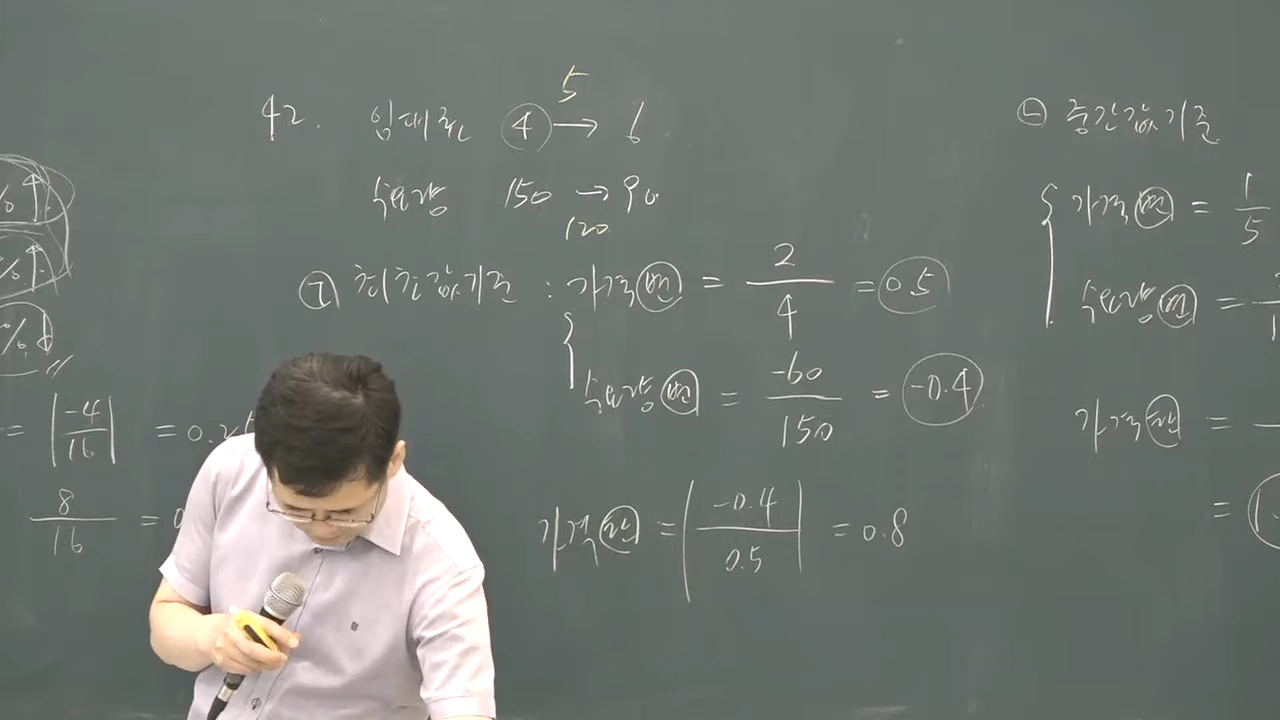 % ↑
% ↑
% ↓
= |-4/16| = 0.2
8/16 = 0
5
42. 임대료 ④ → 6
수요량 150 → 90
120
㉠ 최초값기준 : 가격변 = 2/4 = 0.5
수요량변 = -60/150 = -0.4
가격탄 = |-0.4/0.5| = 0.8
㉡ 중간값기준
가격변 = 1/5
수요량변 =
가격탄 =
=